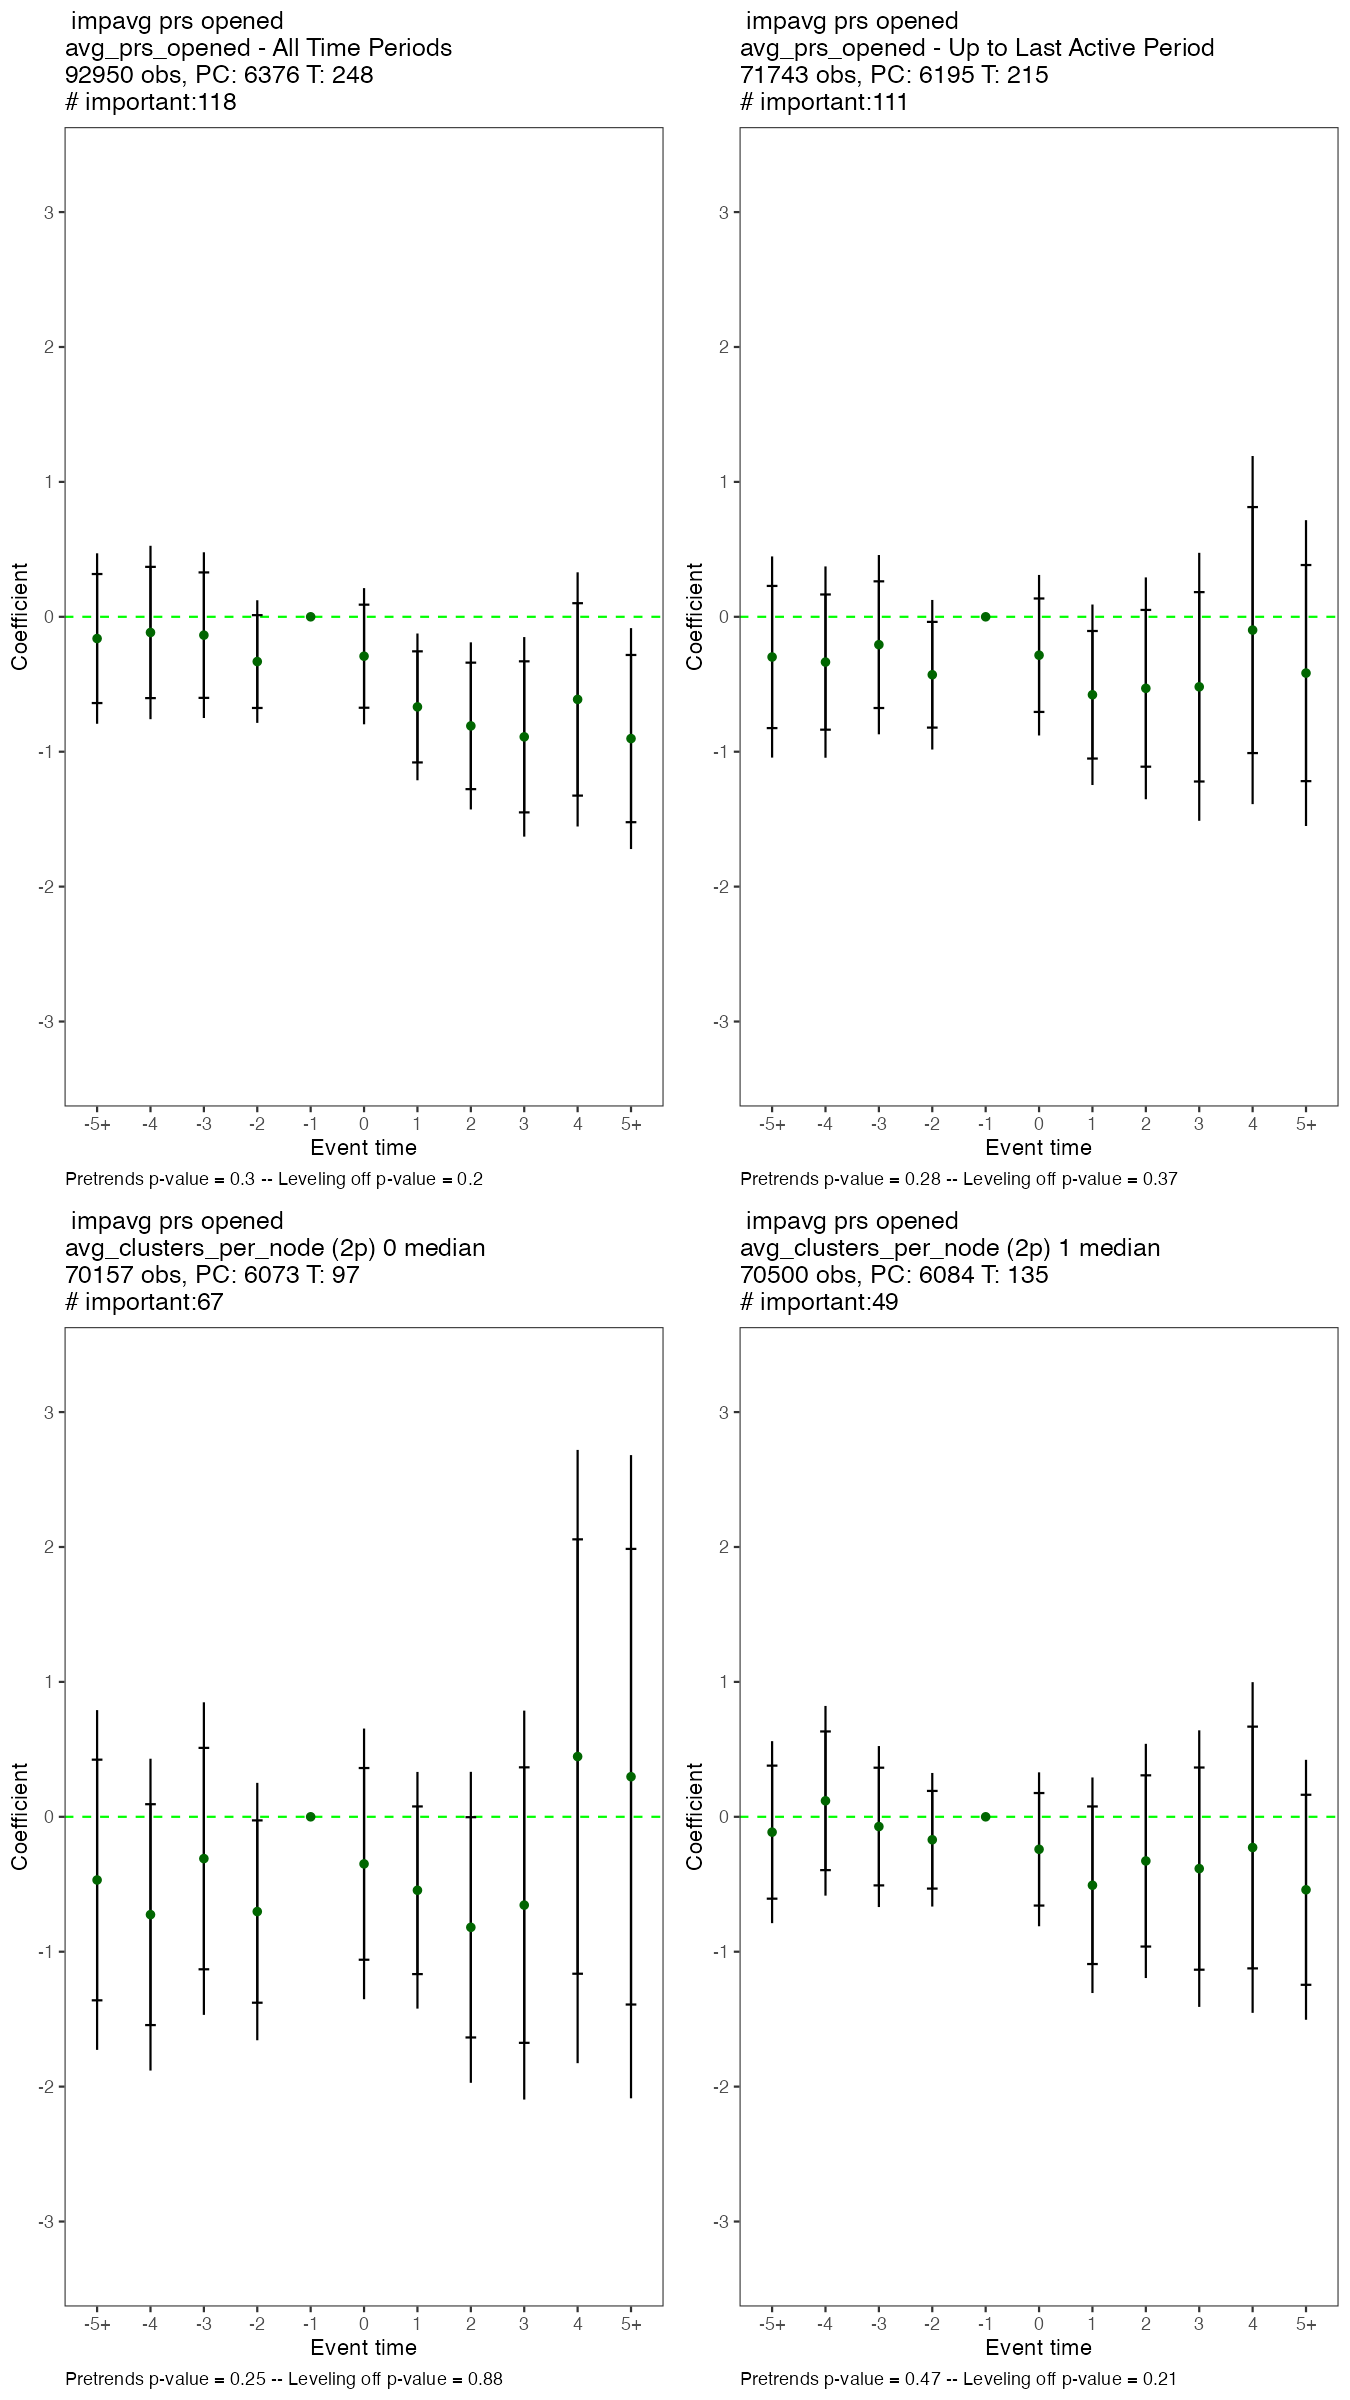 impavg prs opened
avg_prs_opened - All Time Periods
92950 obs, PC: 6376 T: 248
# important:118
3
2
1
0
-1
-2
-3
Coefficient
-5+ -4 -3 -2 -1 0 1 2 3 4 5+
Event time
Pretrends p-value = 0.3 -- Leveling off p-value = 0.2
impavg prs opened
avg_prs_opened - Up to Last Active Period
71743 obs, PC: 6195 T: 215
# important:111
3
2
1
0
-1
-2
-3
Coefficient
-5+ -4 -3 -2 -1 0 1 2 3 4 5+
Event time
Pretrends p-value = 0.28 -- Leveling off p-value = 0.37
impavg prs opened
avg_clusters_per_node (2p) 0 median
70157 obs, PC: 6073 T: 97
# important:67
3
2
1
0
-1
-2
-3
Coefficient
-5+ -4 -3 -2 -1 0 1 2 3 4 5+
Event time
Pretrends p-value = 0.25 -- Leveling off p-value = 0.88
impavg prs opened
avg_clusters_per_node (2p) 1 median
70500 obs, PC: 6084 T: 135
# important:49
3
2
1
0
-1
-2
-3
Coefficient
-5+ -4 -3 -2 -1 0 1 2 3 4 5+
Event time
Pretrends p-value = 0.47 -- Leveling off p-value = 0.21